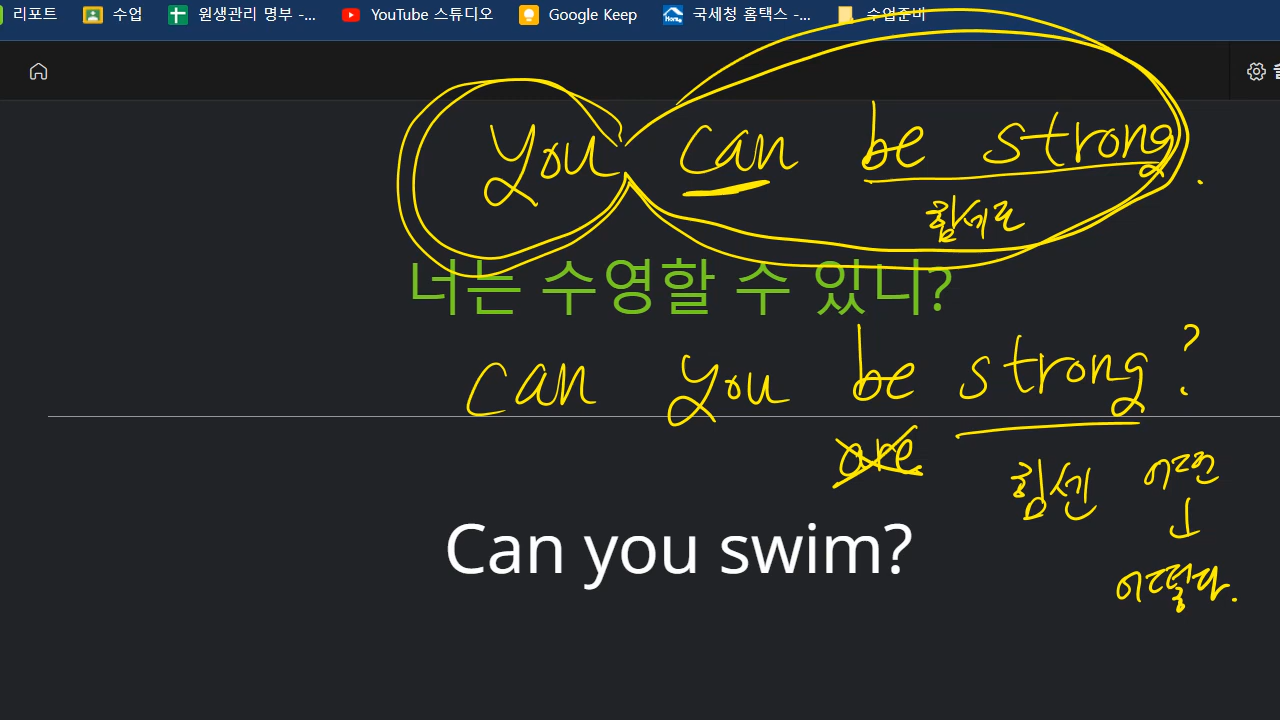 리포트 수업 원생관리 명부 -... YouTube 스튜디오 Google Keep 국세청 홈택스 -... 수업준비
You can be strong.
힘세
너는 수영할 수 있니?
can you be strong?
are
힘센 어떤
↓
어떻다.
Can you swim?